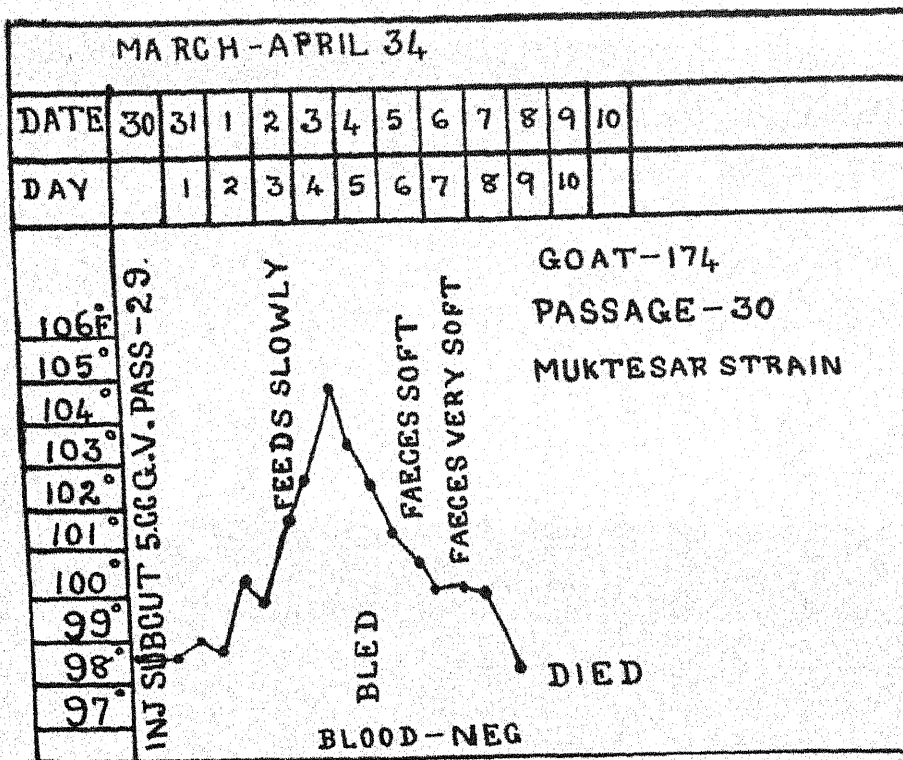 MARCH-APRIL 34
DATE 30 31 1 2 3 4 5 6 7 8 9 10
DAY 1 2 3 4 5 6 7 8 9 10
GOAT-174
PASSAGE-30
MUKTESAR STRAIN
106°F
105°
104°
103°
102°
101°
100°
99°
98°
97°
INJ SUBCUT 5.CC G.V. PASS-29.
FEEDS SLOWLY
BLED
FAECES SOFT
FAECES VERY SOFT
DIED
BLOOD-NEG